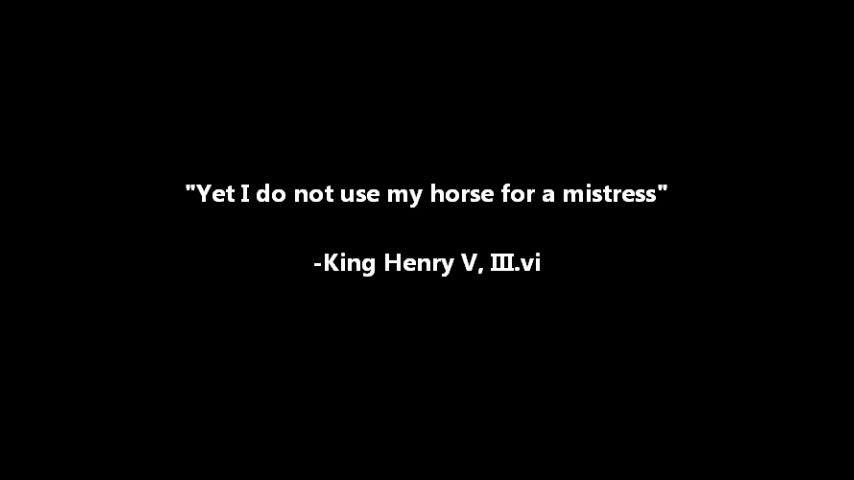 "Yet I do not use my horse for a mistress"
-King Henry V, III.vi